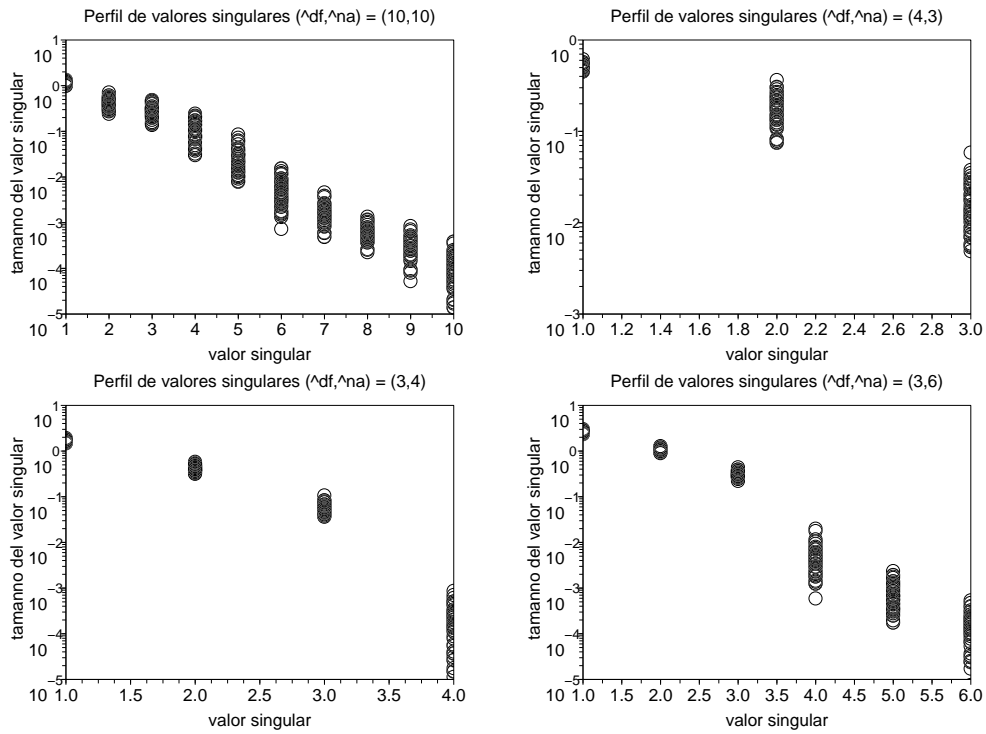 Perfil de valores singulares (^df,^na) = (10,10)
tamanno del valor singular
10 1
10 0
10 −1
10 −2
10 −3
10 −4
10 −5
1 2 3 4 5 6 7 8 9 10
valor singular
Perfil de valores singulares (^df,^na) = (4,3)
tamanno del valor singular
10 0
10 −1
10 −2
10 −3
1.0 1.2 1.4 1.6 1.8 2.0 2.2 2.4 2.6 2.8 3.0
valor singular
Perfil de valores singulares (^df,^na) = (3,4)
tamanno del valor singular
10 1
10 0
10 −1
10 −2
10 −3
10 −4
10 −5
1.0 1.5 2.0 2.5 3.0 3.5 4.0
valor singular
Perfil de valores singulares (^df,^na) = (3,6)
tamanno del valor singular
10 1
10 0
10 −1
10 −2
10 −3
10 −4
10 −5
1.0 1.5 2.0 2.5 3.0 3.5 4.0 4.5 5.0 5.5 6.0
valor singular